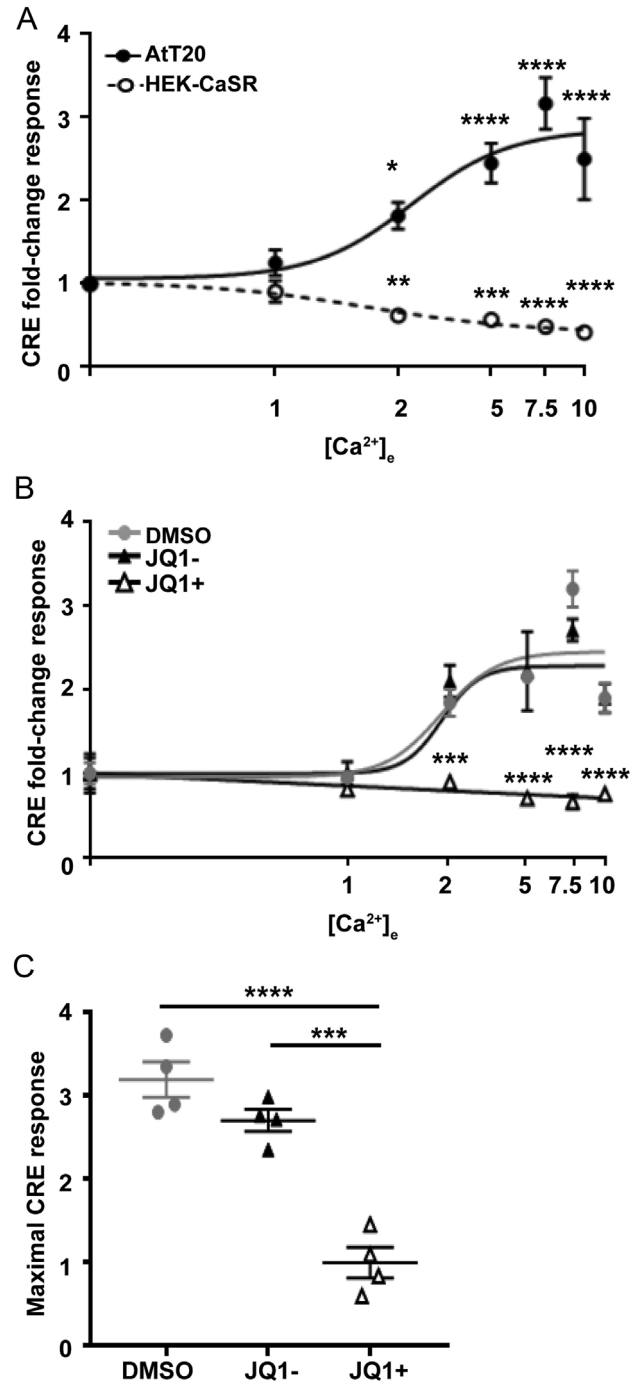 A
4
AtT20
HEK-CaSR
****
****
****
*
3
2
1
0
**
***
****
****
CRE fold-change response
1 2 5 7.5 10
[Ca2+]e
B
4
DMSO
JQ1-
JQ1+
3
2
1
0
***
****
****
****
CRE fold-change response
1 2 5 7.5 10
[Ca2+]e
C
****
***
4
3
2
1
0
Maximal CRE response
DMSO JQ1- JQ1+